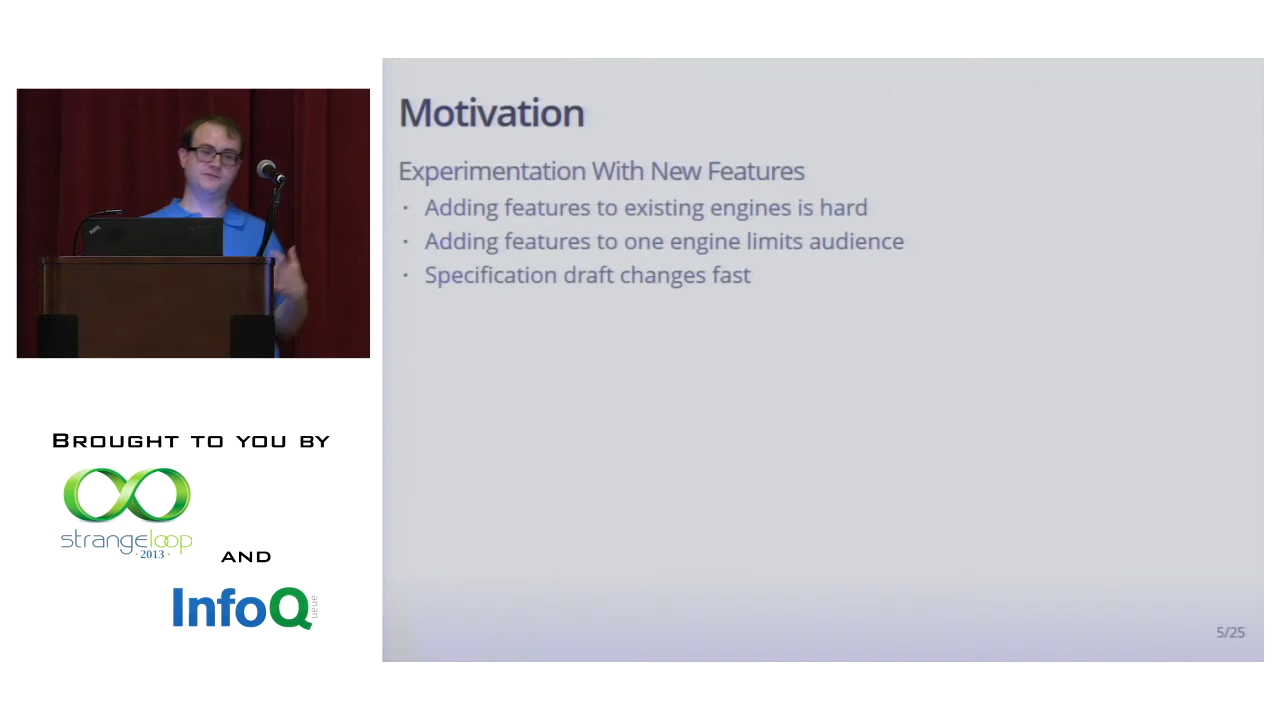 Motivation
Experimentation With New Features
· Adding features to existing engines is hard
· Adding features to one engine limits audience
· Specification draft changes fast
5/25
BROUGHT TO YOU BY
strangeloop
· 2013 ·
AND
InfoQ